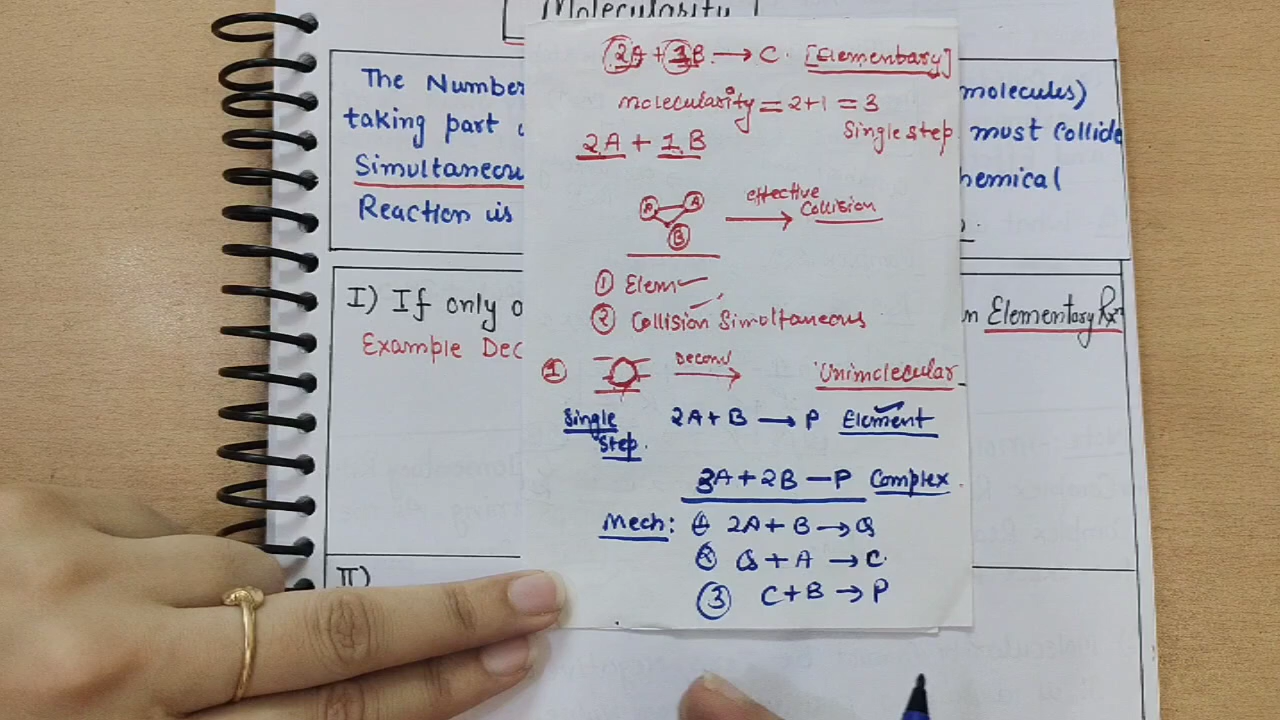 Molecularity
2A + 1B → C. [Elementary]
molecularity = 2+1 = 3
Single step
2A + 1B
The Number
molecules)
taking part
must Collide
Simultaneou
hemical
Reaction is
A A B
effective
Collision
① Elem
② Collision Simultaneous
I) If only o
n Elementary Rxn
Example Dec
① Decom → Unimolecular
Single
Step.
2A + B → P Element
3A + 2B — P Complex
Mech: ① 2A + B → Q
② Q + A → C
③ C + B → P
II)